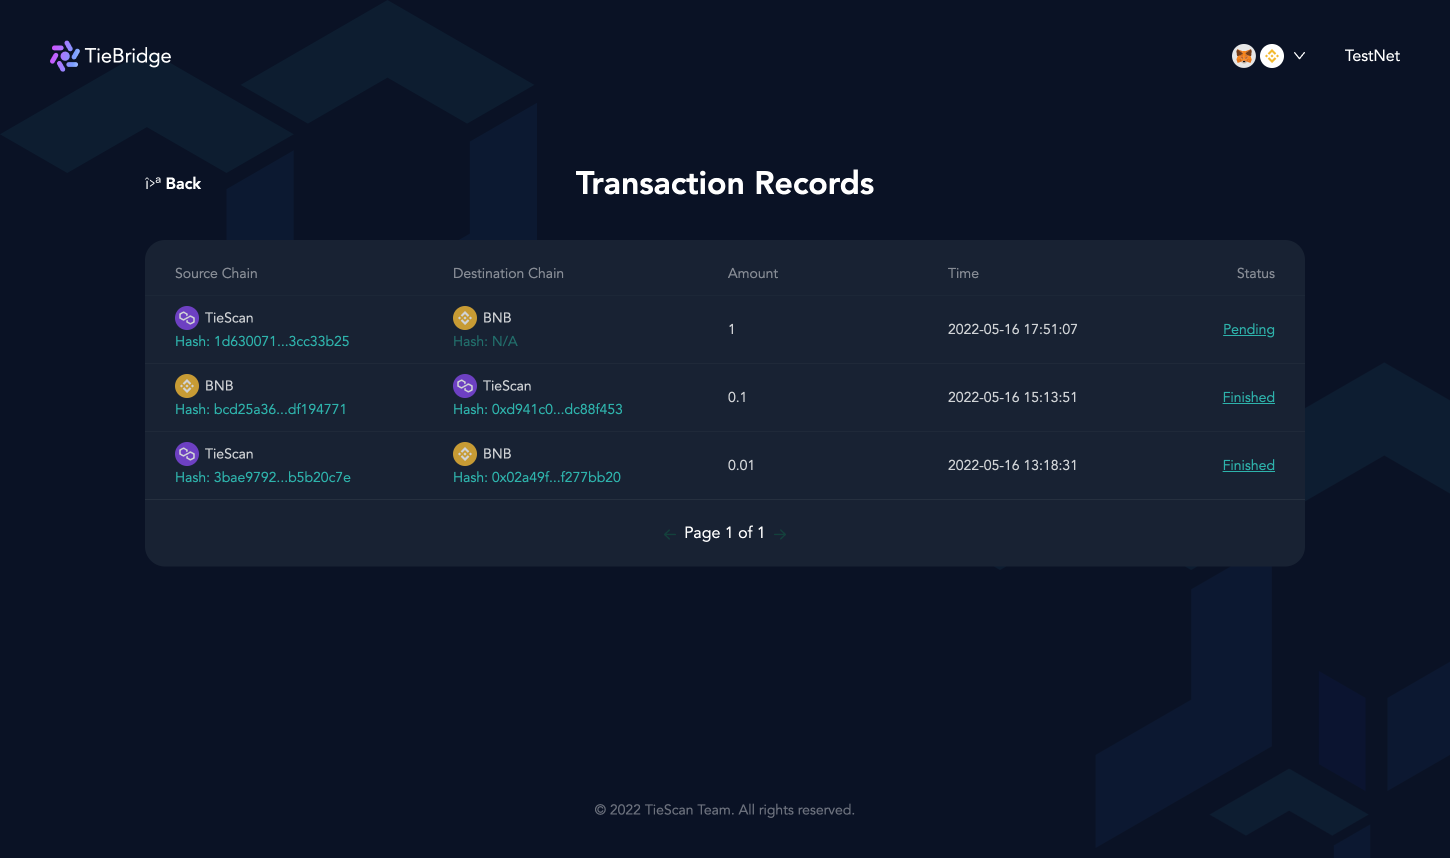 TieBridge
TestNet
î›ª Back
Transaction Records
Source Chain Destination Chain Amount Time Status
TieScan BNB
Hash: 1d630071...3cc33b25 Hash: N/A 1 2022-05-16 17:51:07 Pending
BNB TieScan
Hash: bcd25a36...df194771 Hash: 0xd941c0...dc88f453 0.1 2022-05-16 15:13:51 Finished
TieScan BNB
Hash: 3bae9792...b5b20c7e Hash: 0x02a49f...f277bb20 0.01 2022-05-16 13:18:31 Finished
← Page 1 of 1 →
© 2022 TieScan Team. All rights reserved.